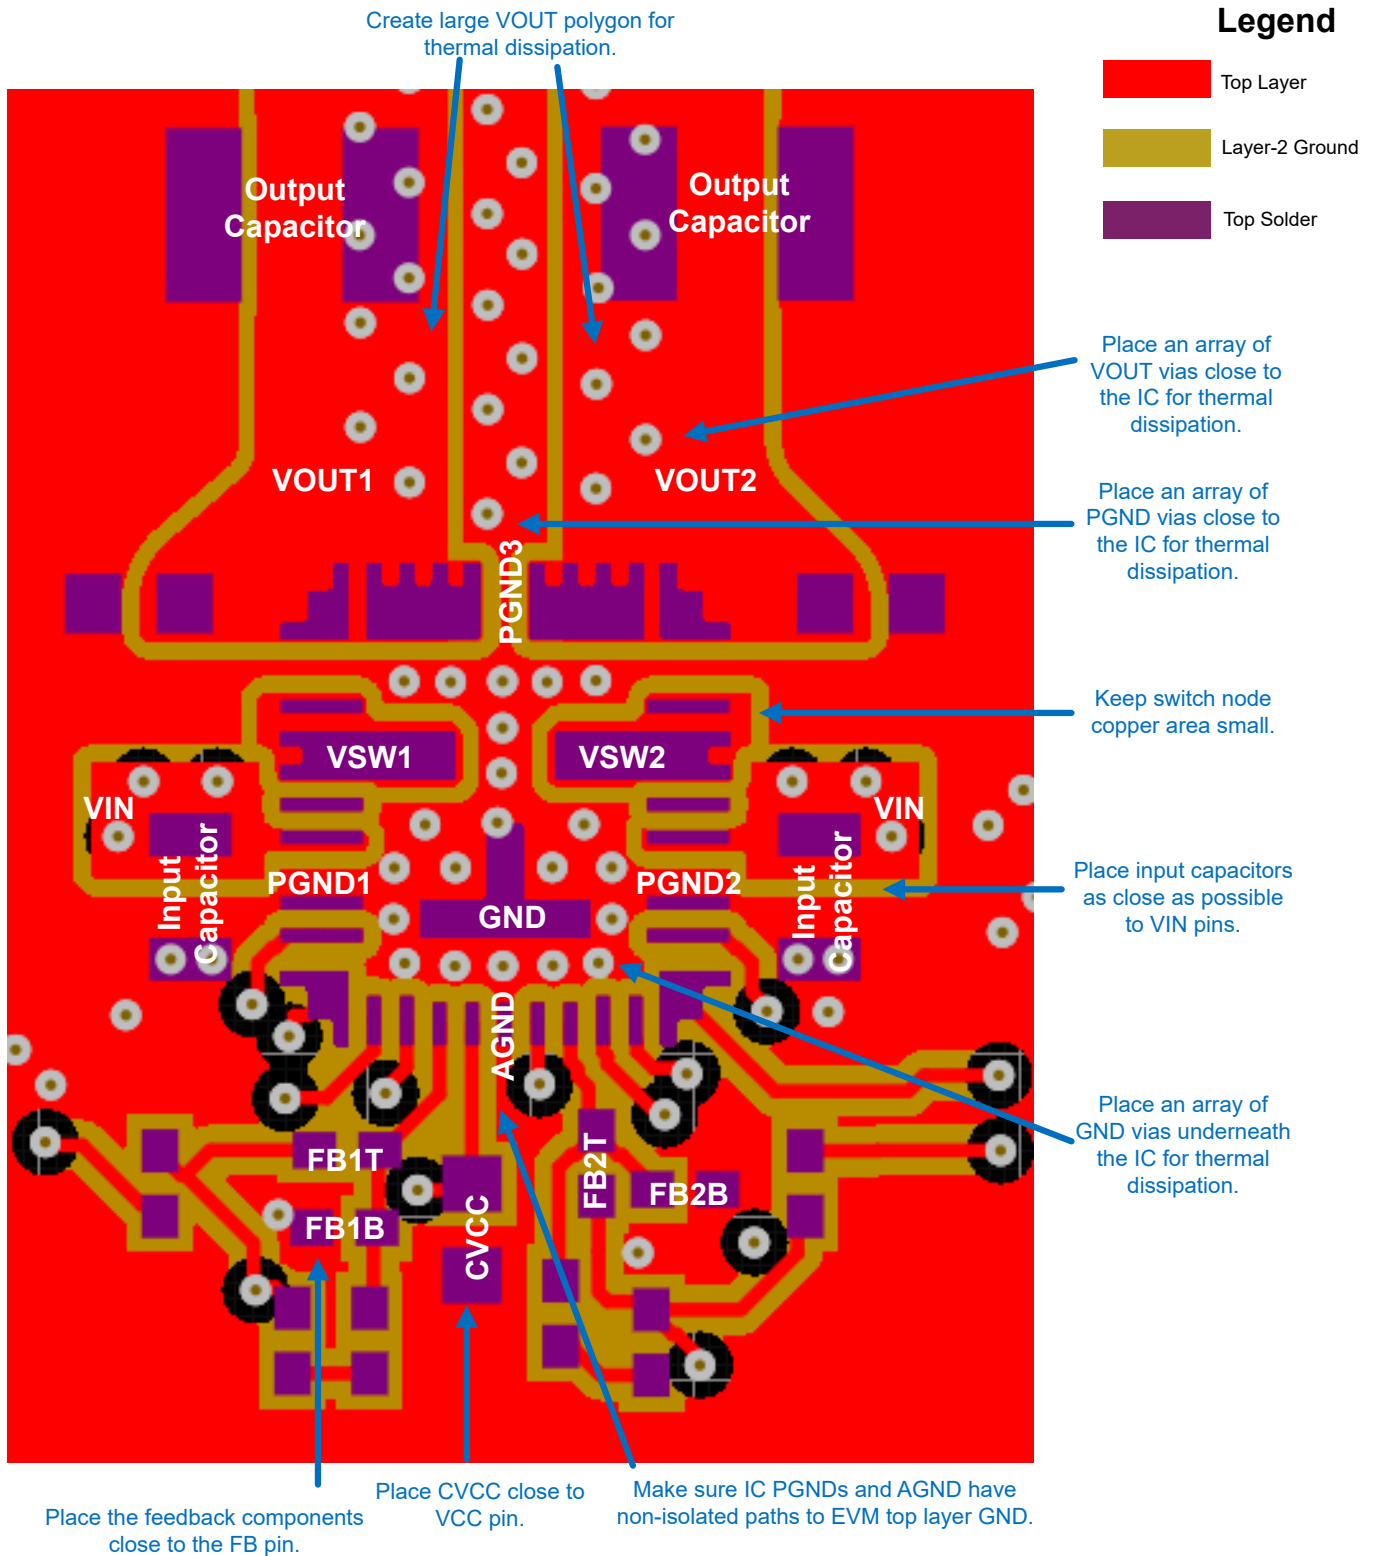 Legend
Top Layer
Layer-2 Ground
Top Solder
Create large VOUT polygon for
thermal dissipation.
Output
Capacitor
Output
Capacitor
Place an array of
VOUT vias close to
the IC for thermal
dissipation.
VOUT1
VOUT2
Place an array of
PGND vias close to
the IC for thermal
dissipation.
PGND3
Keep switch node
copper area small.
VSW1
VSW2
VIN
VIN
Input
Capacitor
Input
Capacitor
PGND1
PGND2
GND
Place input capacitors
as close as possible
to VIN pins.
AGND
Place an array of
GND vias underneath
the IC for thermal
dissipation.
FB1T
FB1B
CVCC
FB2T
FB2B
Place the feedback components
close to the FB pin.
Place CVCC close to
VCC pin.
Make sure IC PGNDs and AGND have
non-isolated paths to EVM top layer GND.